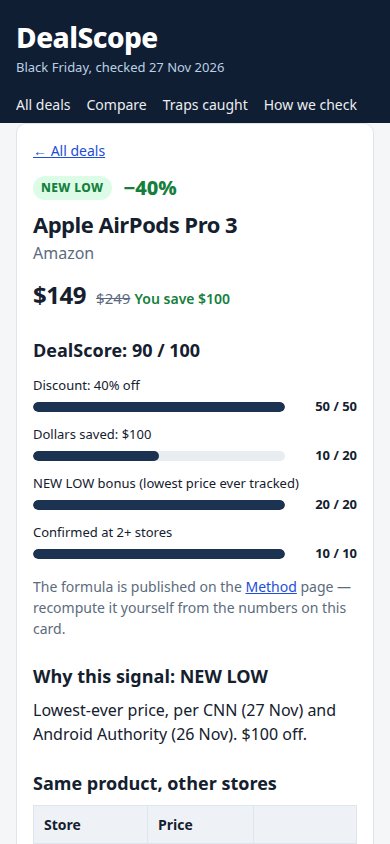 DealScope
Black Friday, checked 27 Nov 2026
All deals Compare Traps caught How we check
← All deals
NEW LOW −40%
Apple AirPods Pro 3
Amazon
$149 $249 You save $100
DealScore: 90 / 100
Discount: 40% off
50 / 50
Dollars saved: $100
10 / 20
NEW LOW bonus (lowest price ever tracked)
20 / 20
Confirmed at 2+ stores
10 / 10
The formula is published on the Method page —
recompute it yourself from the numbers on this
card.
Why this signal: NEW LOW
Lowest-ever price, per CNN (27 Nov) and
Android Authority (26 Nov). $100 off.
Same product, other stores
Store Price